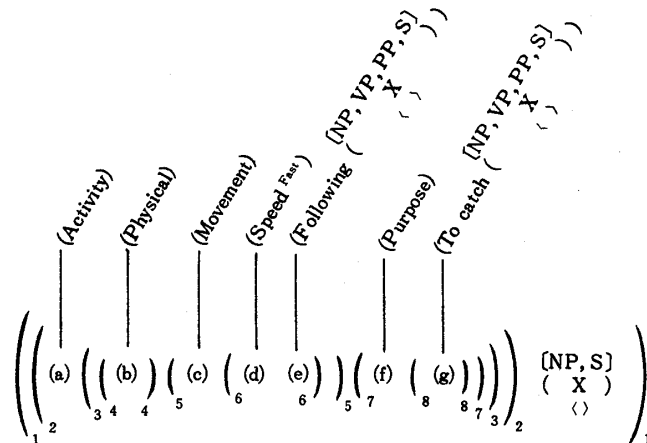 [NP, VP, PP, S]
(Activity)
(Physical)
(Movement)
(Speed Fast)
(Following ( X ))
⟨ ⟩
[NP, VP, PP, S]
(Purpose)
(To catch ( X ))
⟨ ⟩
((₂ (a) (₃ (₄ (b) )₄ (₅ (c) (₆ (d) (e) )₆ )₅ (₇ (f) (₈ (g) )₈ )₇ )₃ )₂ [NP, S]
₁ ( X ) )₁
⟨⟩